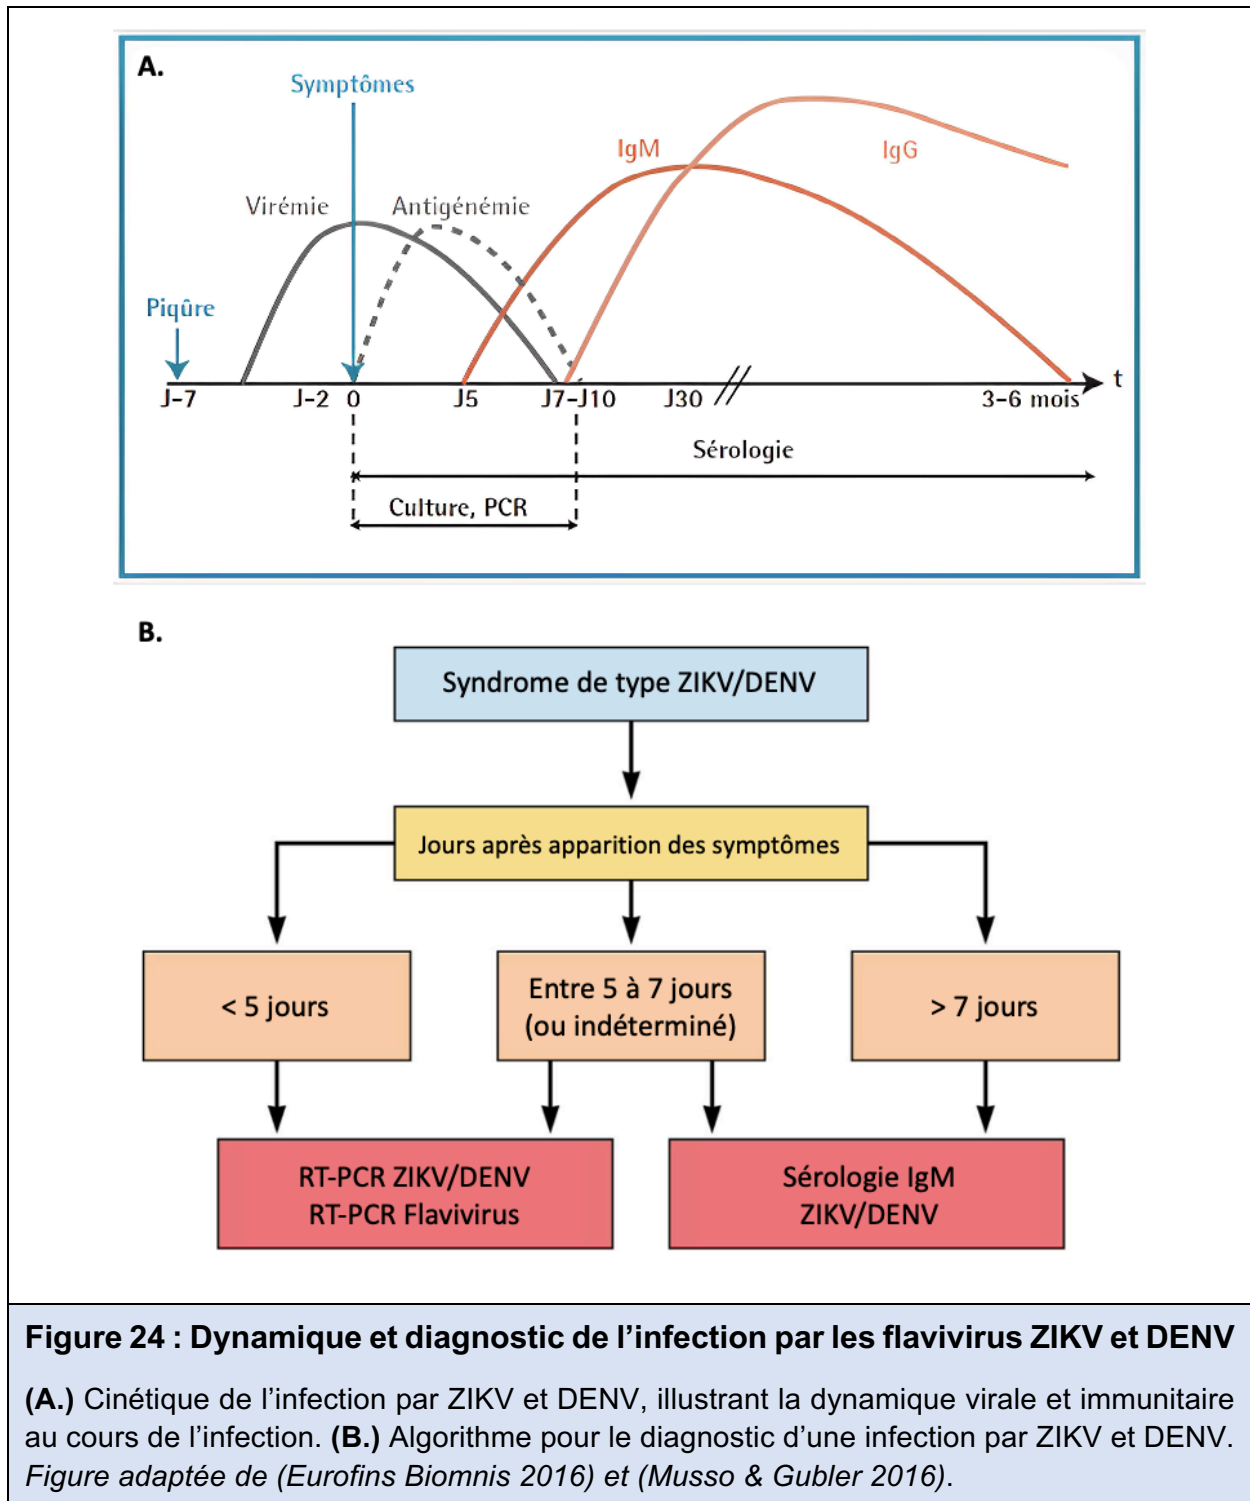 A.
Symptômes
IgM
IgG
Virémie
Antigénémie
Piqûre
J-7
J-2
0
J5
J7-J10
J30
3-6 mois
t
Sérologie
Culture, PCR
B.
Syndrome de type ZIKV/DENV
Jours après apparition des symptômes
< 5 jours
Entre 5 à 7 jours
(ou indéterminé)
> 7 jours
RT-PCR ZIKV/DENV
RT-PCR Flavivirus
Sérologie IgM
ZIKV/DENV
Figure 24 : Dynamique et diagnostic de l’infection par les flavivirus ZIKV et DENV
(A.) Cinétique de l’infection par ZIKV et DENV, illustrant la dynamique virale et immunitaire
au cours de l’infection. (B.) Algorithme pour le diagnostic d’une infection par ZIKV et DENV.
Figure adaptée de (Eurofins Biomnis 2016) et (Musso & Gubler 2016).